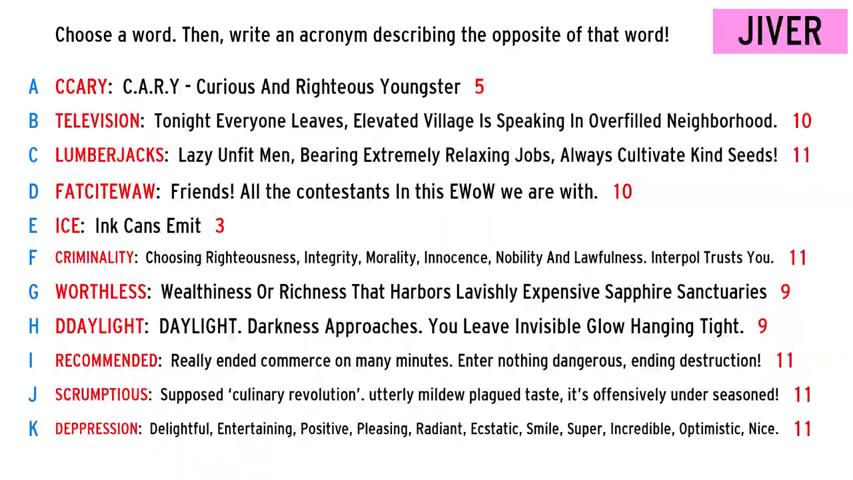 Choose a word. Then, write an acronym describing the opposite of that word!
JIVER
A CCARY: C.A.R.Y - Curious And Righteous Youngster 5
B TELEVISION: Tonight Everyone Leaves, Elevated Village Is Speaking In Overfilled Neighborhood. 10
C LUMBERJACKS: Lazy Unfit Men, Bearing Extremely Relaxing Jobs, Always Cultivate Kind Seeds! 11
D FATCITEWAW: Friends! All the contestants In this EWoW we are with. 10
E ICE: Ink Cans Emit 3
F CRIMINALITY: Choosing Righteousness, Integrity, Morality, Innocence, Nobility And Lawfulness. Interpol Trusts You. 11
G WORTHLESS: Wealthiness Or Richness That Harbors Lavishly Expensive Sapphire Sanctuaries 9
H DDAYLIGHT: DAYLIGHT. Darkness Approaches. You Leave Invisible Glow Hanging Tight. 9
I RECOMMENDED: Really ended commerce on many minutes. Enter nothing dangerous, ending destruction! 11
J SCRUMPTIOUS: Supposed ‘culinary revolution’. utterly mildew plagued taste, it’s offensively under seasoned! 11
K DEPPRESSION: Delightful, Entertaining, Positive, Pleasing, Radiant, Ecstatic, Smile, Super, Incredible, Optimistic, Nice. 11